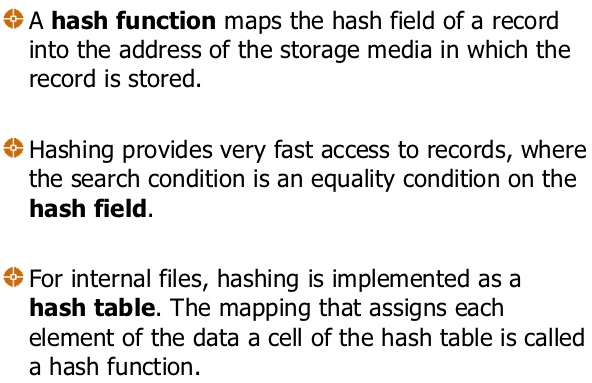 A hash function maps the hash field of a record
into the address of the storage media in which the
record is stored.
Hashing provides very fast access to records, where
the search condition is an equality condition on the
hash field.
For internal files, hashing is implemented as a
hash table. The mapping that assigns each
element of the data a cell of the hash table is called
a hash function.